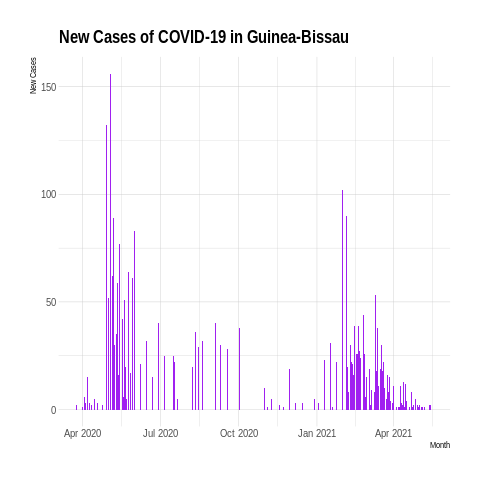 New Cases of COVID-19 in Guinea-Bissau
New Cases
150
100
50
0
Apr 2020 Jul 2020 Oct 2020 Jan 2021 Apr 2021
Month